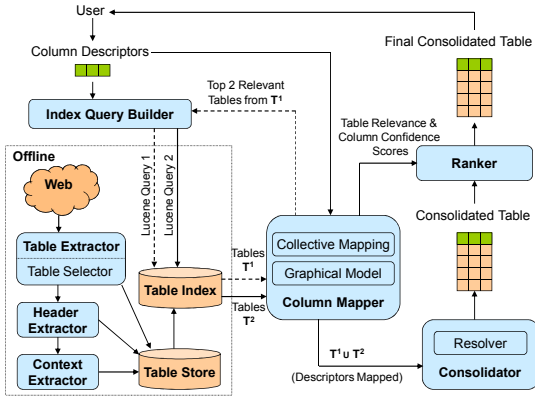 User
Column Descriptors
Final Consolidated Table
Top 2 Relevant
Tables from T¹
Index Query Builder
Table Relevance &
Column Confidence
Scores
Offline
Lucene Query 1
Lucene Query 2
Web
Ranker
Table Extractor
Table Selector
Tables
T¹
Collective Mapping
Graphical Model
Column Mapper
Consolidated Table
Table Index
Tables
T²
Header
Extractor
Context
Extractor
Table Store
T¹ ∪ T²
(Descriptors Mapped)
Resolver
Consolidator